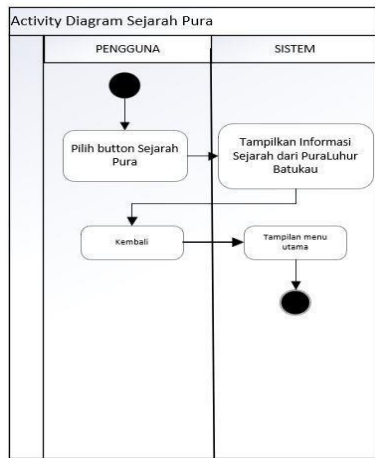 Activity Diagram Sejarah Pura
PENGGUNA
SISTEM
Pilih button Sejarah
Pura
Tampilkan Informasi
Sejarah dari PuraLuhur
Batukau
Kembali
Tampilan menu
utama